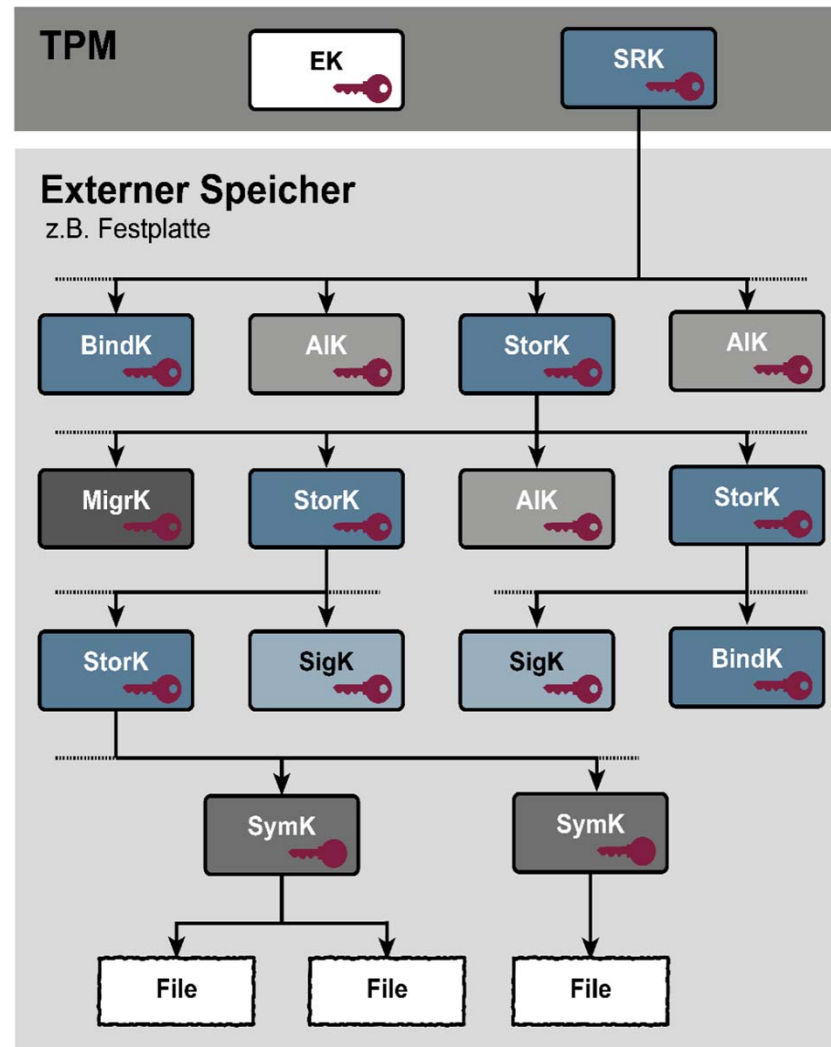 TPM
EK
SRK
Externer Speicher
z.B. Festplatte
BindK
AIK
StorK
AIK
MigrK
StorK
AIK
StorK
StorK
SigK
SigK
BindK
SymK
SymK
File
File
File